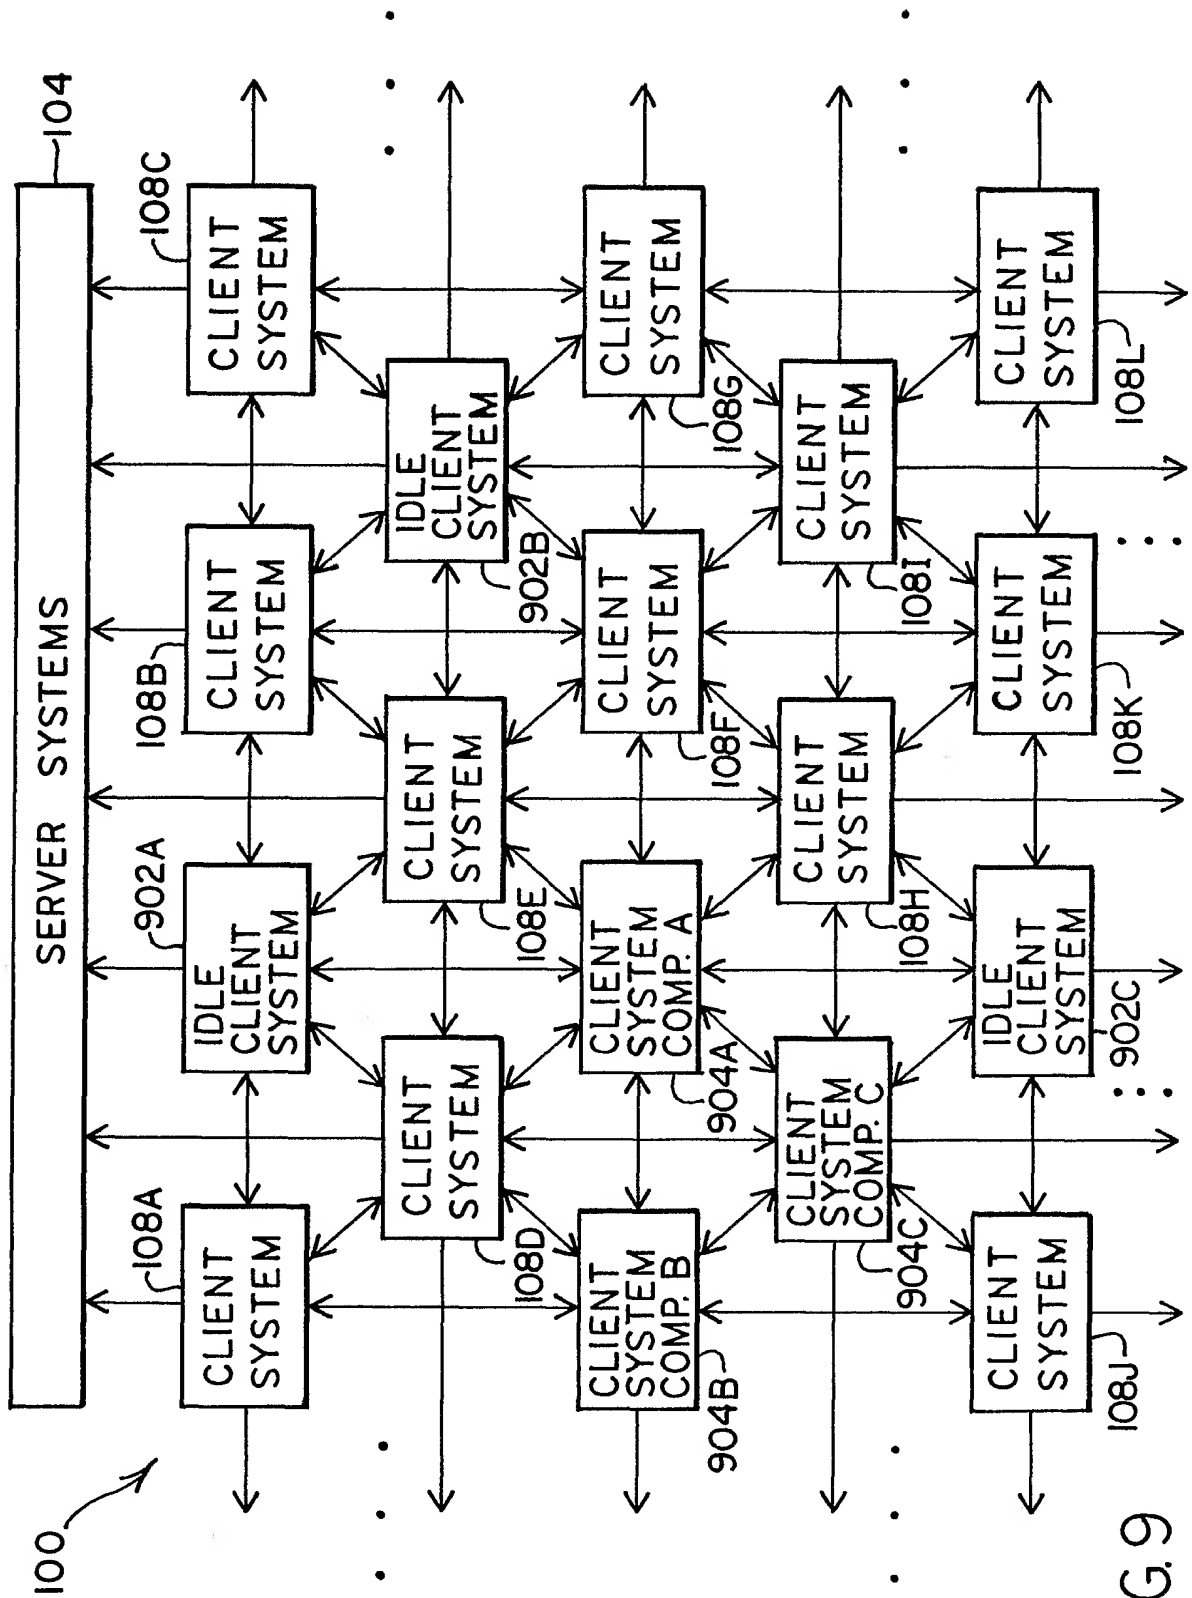 100
SERVER SYSTEMS
104
108A
902A
108B
108C
CLIENT
SYSTEM
IDLE
CLIENT
SYSTEM
CLIENT
SYSTEM
CLIENT
SYSTEM
CLIENT
SYSTEM
CLIENT
SYSTEM
IDLE
CLIENT
SYSTEM
108D
108E
902B
CLIENT
SYSTEM
COMP. B
CLIENT
SYSTEM
COMP. A
CLIENT
SYSTEM
CLIENT
SYSTEM
904B
904A
108F
108G
CLIENT
SYSTEM
COMP. C
CLIENT
SYSTEM
CLIENT
SYSTEM
904C
108H
108I
CLIENT
SYSTEM
IDLE
CLIENT
SYSTEM
CLIENT
SYSTEM
CLIENT
SYSTEM
108J
902C
108K
108L
G. 9